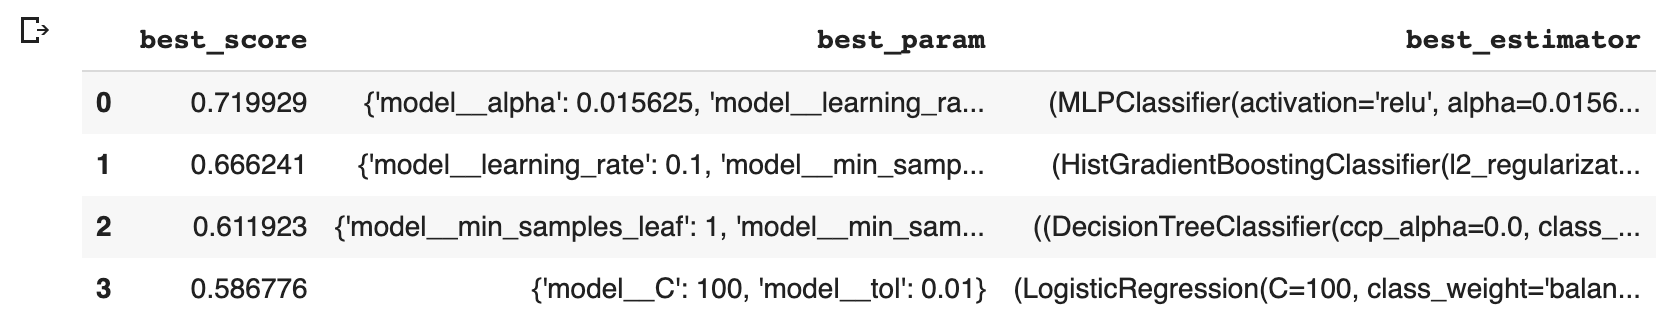 best_score best_param best_estimator
0 0.719929 {'model__alpha': 0.015625, 'model__learning_ra... (MLPClassifier(activation='relu', alpha=0.0156...
1 0.666241 {'model__learning_rate': 0.1, 'model__min_samp... (HistGradientBoostingClassifier(l2_regularizat...
2 0.611923 {'model__min_samples_leaf': 1, 'model__min_sam... ((DecisionTreeClassifier(ccp_alpha=0.0, class_...
3 0.586776 {'model__C': 100, 'model__tol': 0.01} (LogisticRegression(C=100, class_weight='balan...